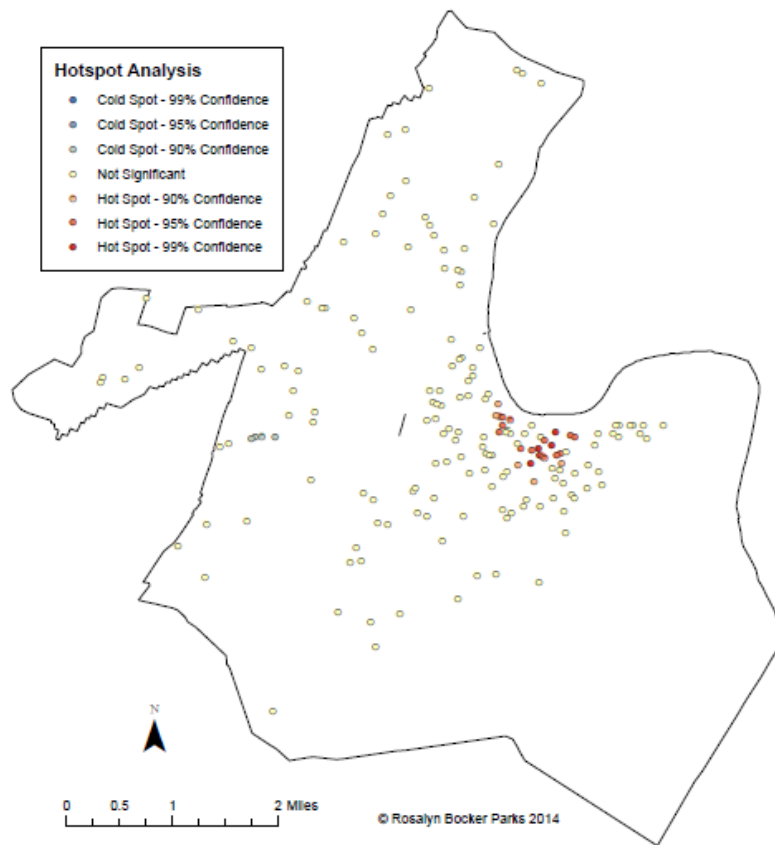 Hotspot Analysis
Cold Spot - 99% Confidence
Cold Spot - 95% Confidence
Cold Spot - 90% Confidence
Not Significant
Hot Spot - 90% Confidence
Hot Spot - 95% Confidence
Hot Spot - 99% Confidence
N
0 0.5 1 2 Miles
© Rosalyn Bocker Parks 2014